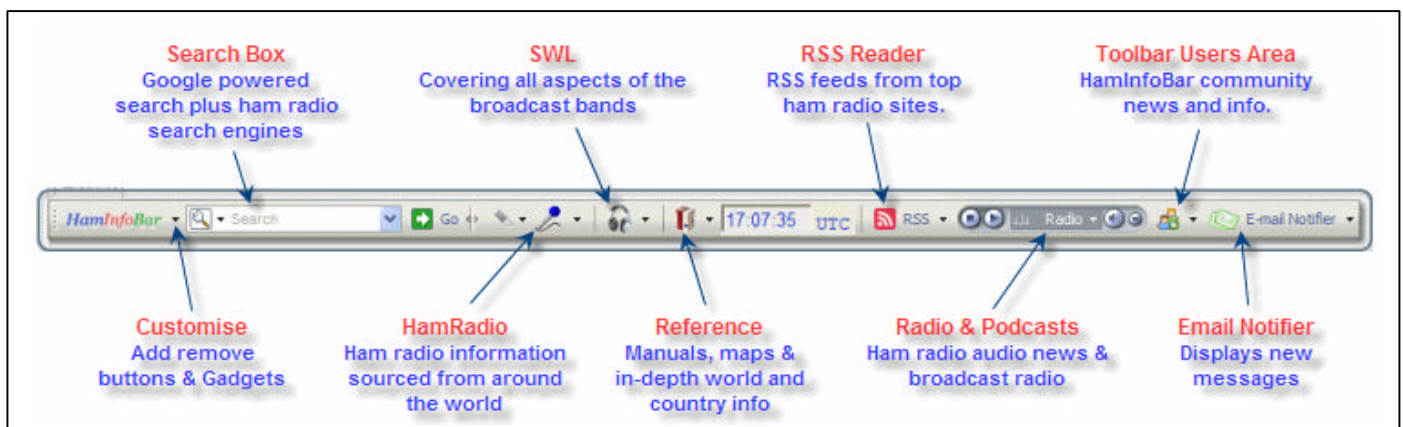 Search Box
Google powered
search plus ham radio
search engines
SWL
Covering all aspects of the
broadcast bands
RSS Reader
RSS feeds from top
ham radio sites.
Toolbar Users Area
HamInfoBar community
news and info.
HamInfoBar Search Go 17:07:35 UTC RSS Radio E-mail Notifier
Customise
Add remove
buttons & Gadgets
HamRadio
Ham radio information
sourced from around
the world
Reference
Manuals, maps &
in-depth world and
country info
Radio & Podcasts
Ham radio audio news &
broadcast radio
Email Notifier
Displays new
messages